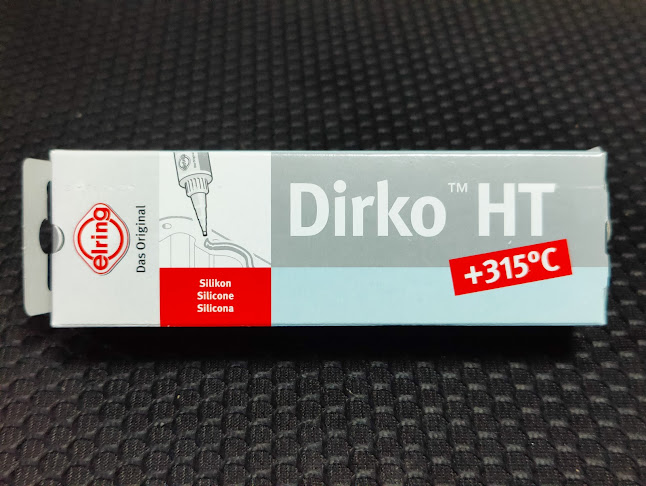 elring
Das Original
Silikon
Silicone
Silicona
Dirko™ HT
+315°C